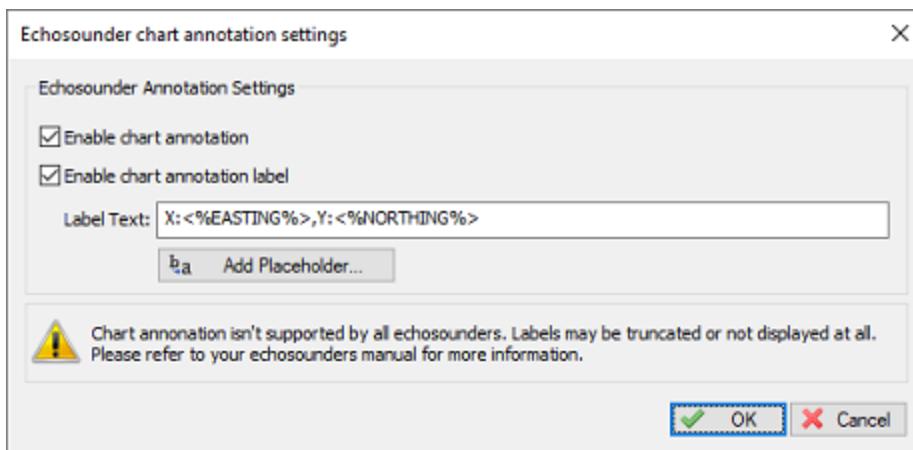 Echosounder chart annotation settings
Echosounder Annotation Settings
Enable chart annotation
Enable chart annotation label
Label Text: X:<%EASTING%>,Y:<%NORTHING%>
Add Placeholder...
Chart annonation isn't supported by all echosounders. Labels may be truncated or not displayed at all.
Please refer to your echosounders manual for more information.
OK Cancel